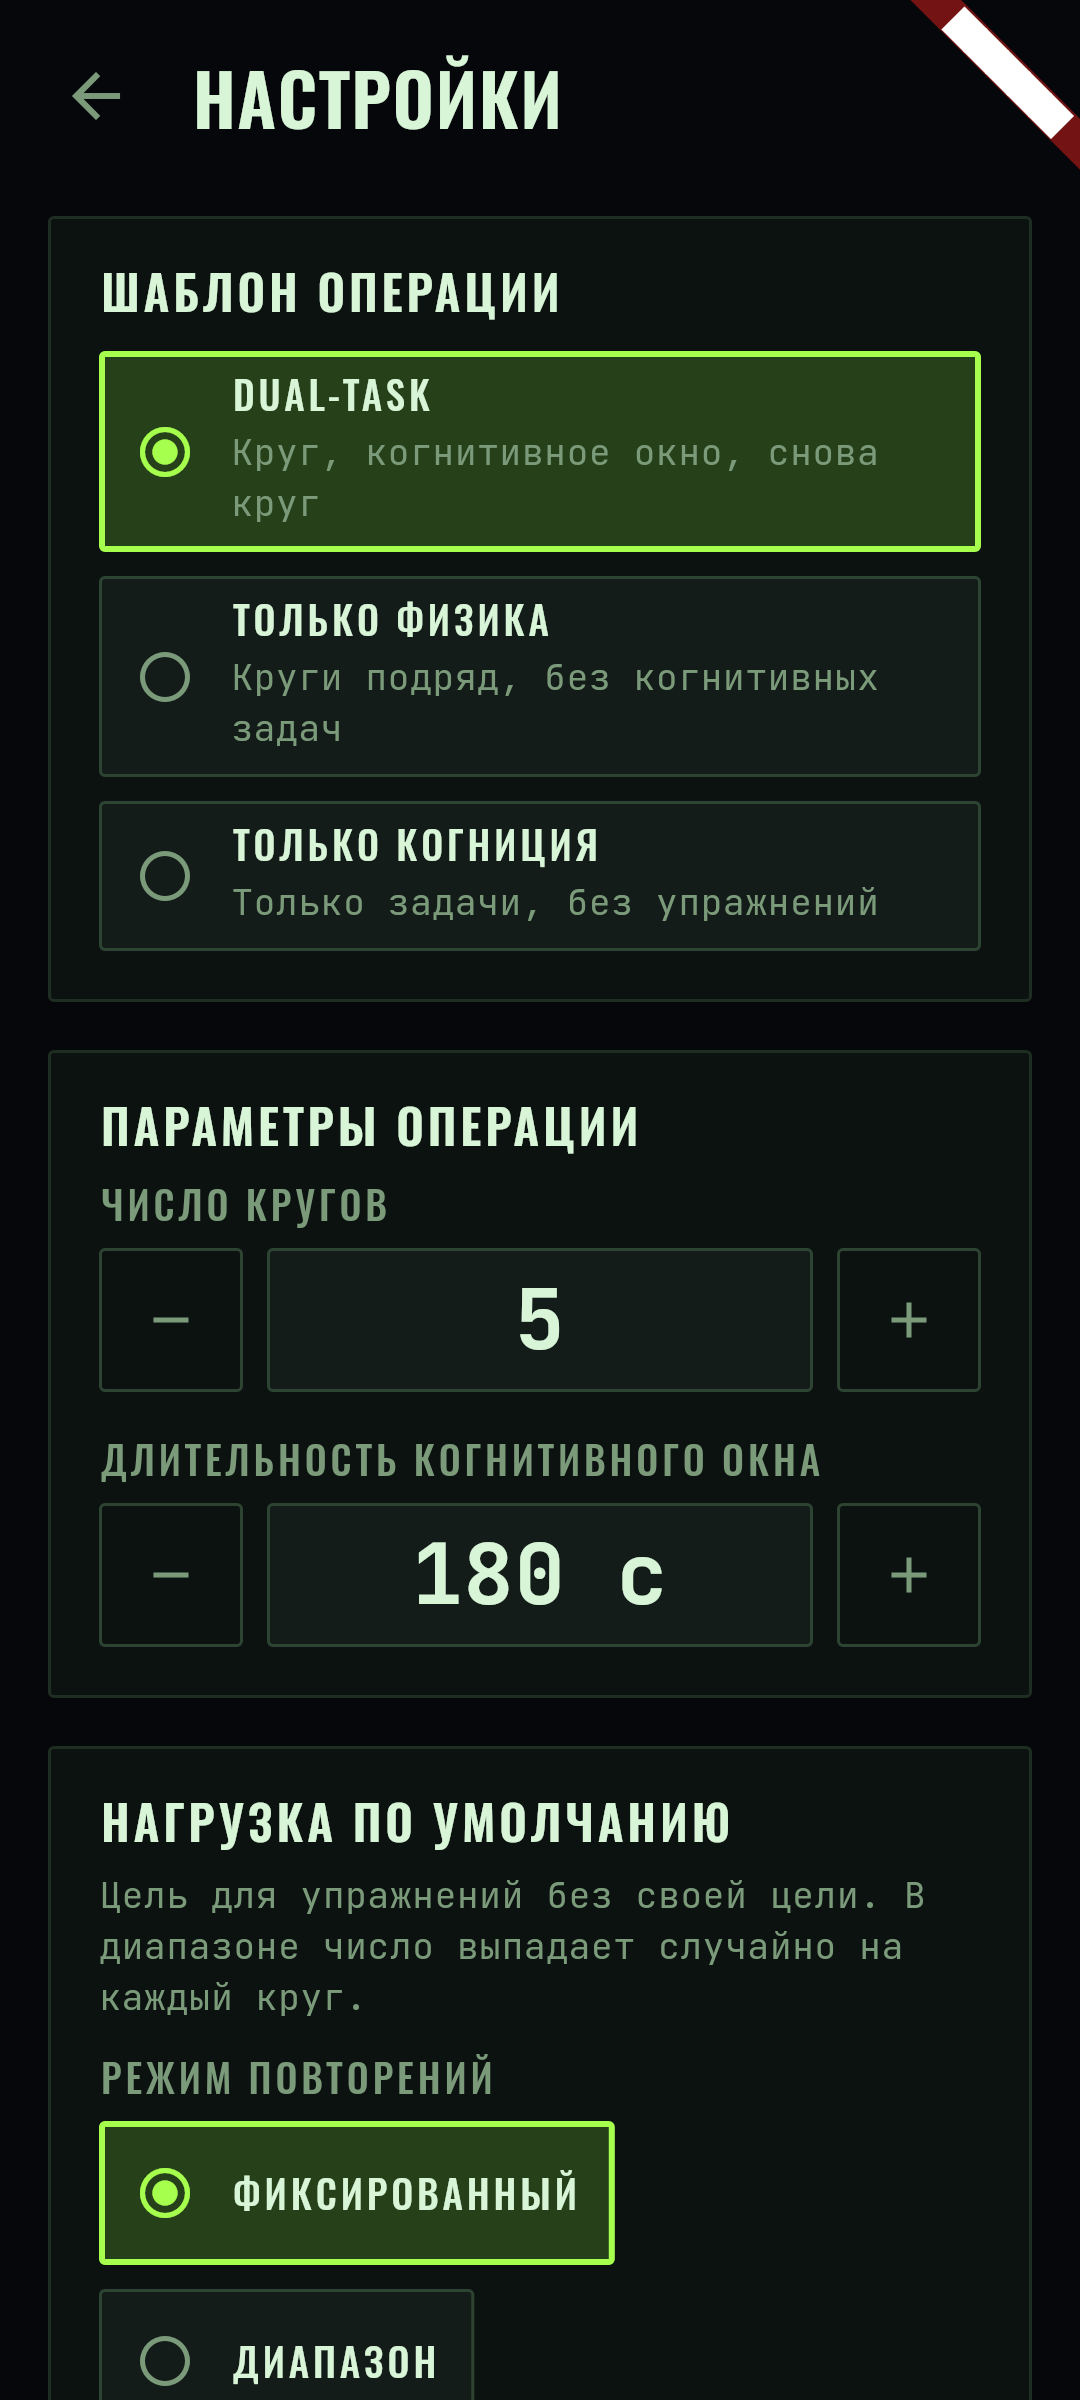 НАСТРОЙКИ
ШАБЛОН ОПЕРАЦИИ
DUAL-TASK
Круг, когнитивное окно, снова
круг
ТОЛЬКО ФИЗИКА
Круги подряд, без когнитивных
задач
ТОЛЬКО КОГНИЦИЯ
Только задачи, без упражнений
ПАРАМЕТРЫ ОПЕРАЦИИ
ЧИСЛО КРУГОВ
− 5 +
ДЛИТЕЛЬНОСТЬ КОГНИТИВНОГО ОКНА
− 180 с +
НАГРУЗКА ПО УМОЛЧАНИЮ
Цель для упражнений без своей цели. В
диапазоне число выпадает случайно на
каждый круг.
РЕЖИМ ПОВТОРЕНИЙ
ФИКСИРОВАННЫЙ
ДИАПАЗОН